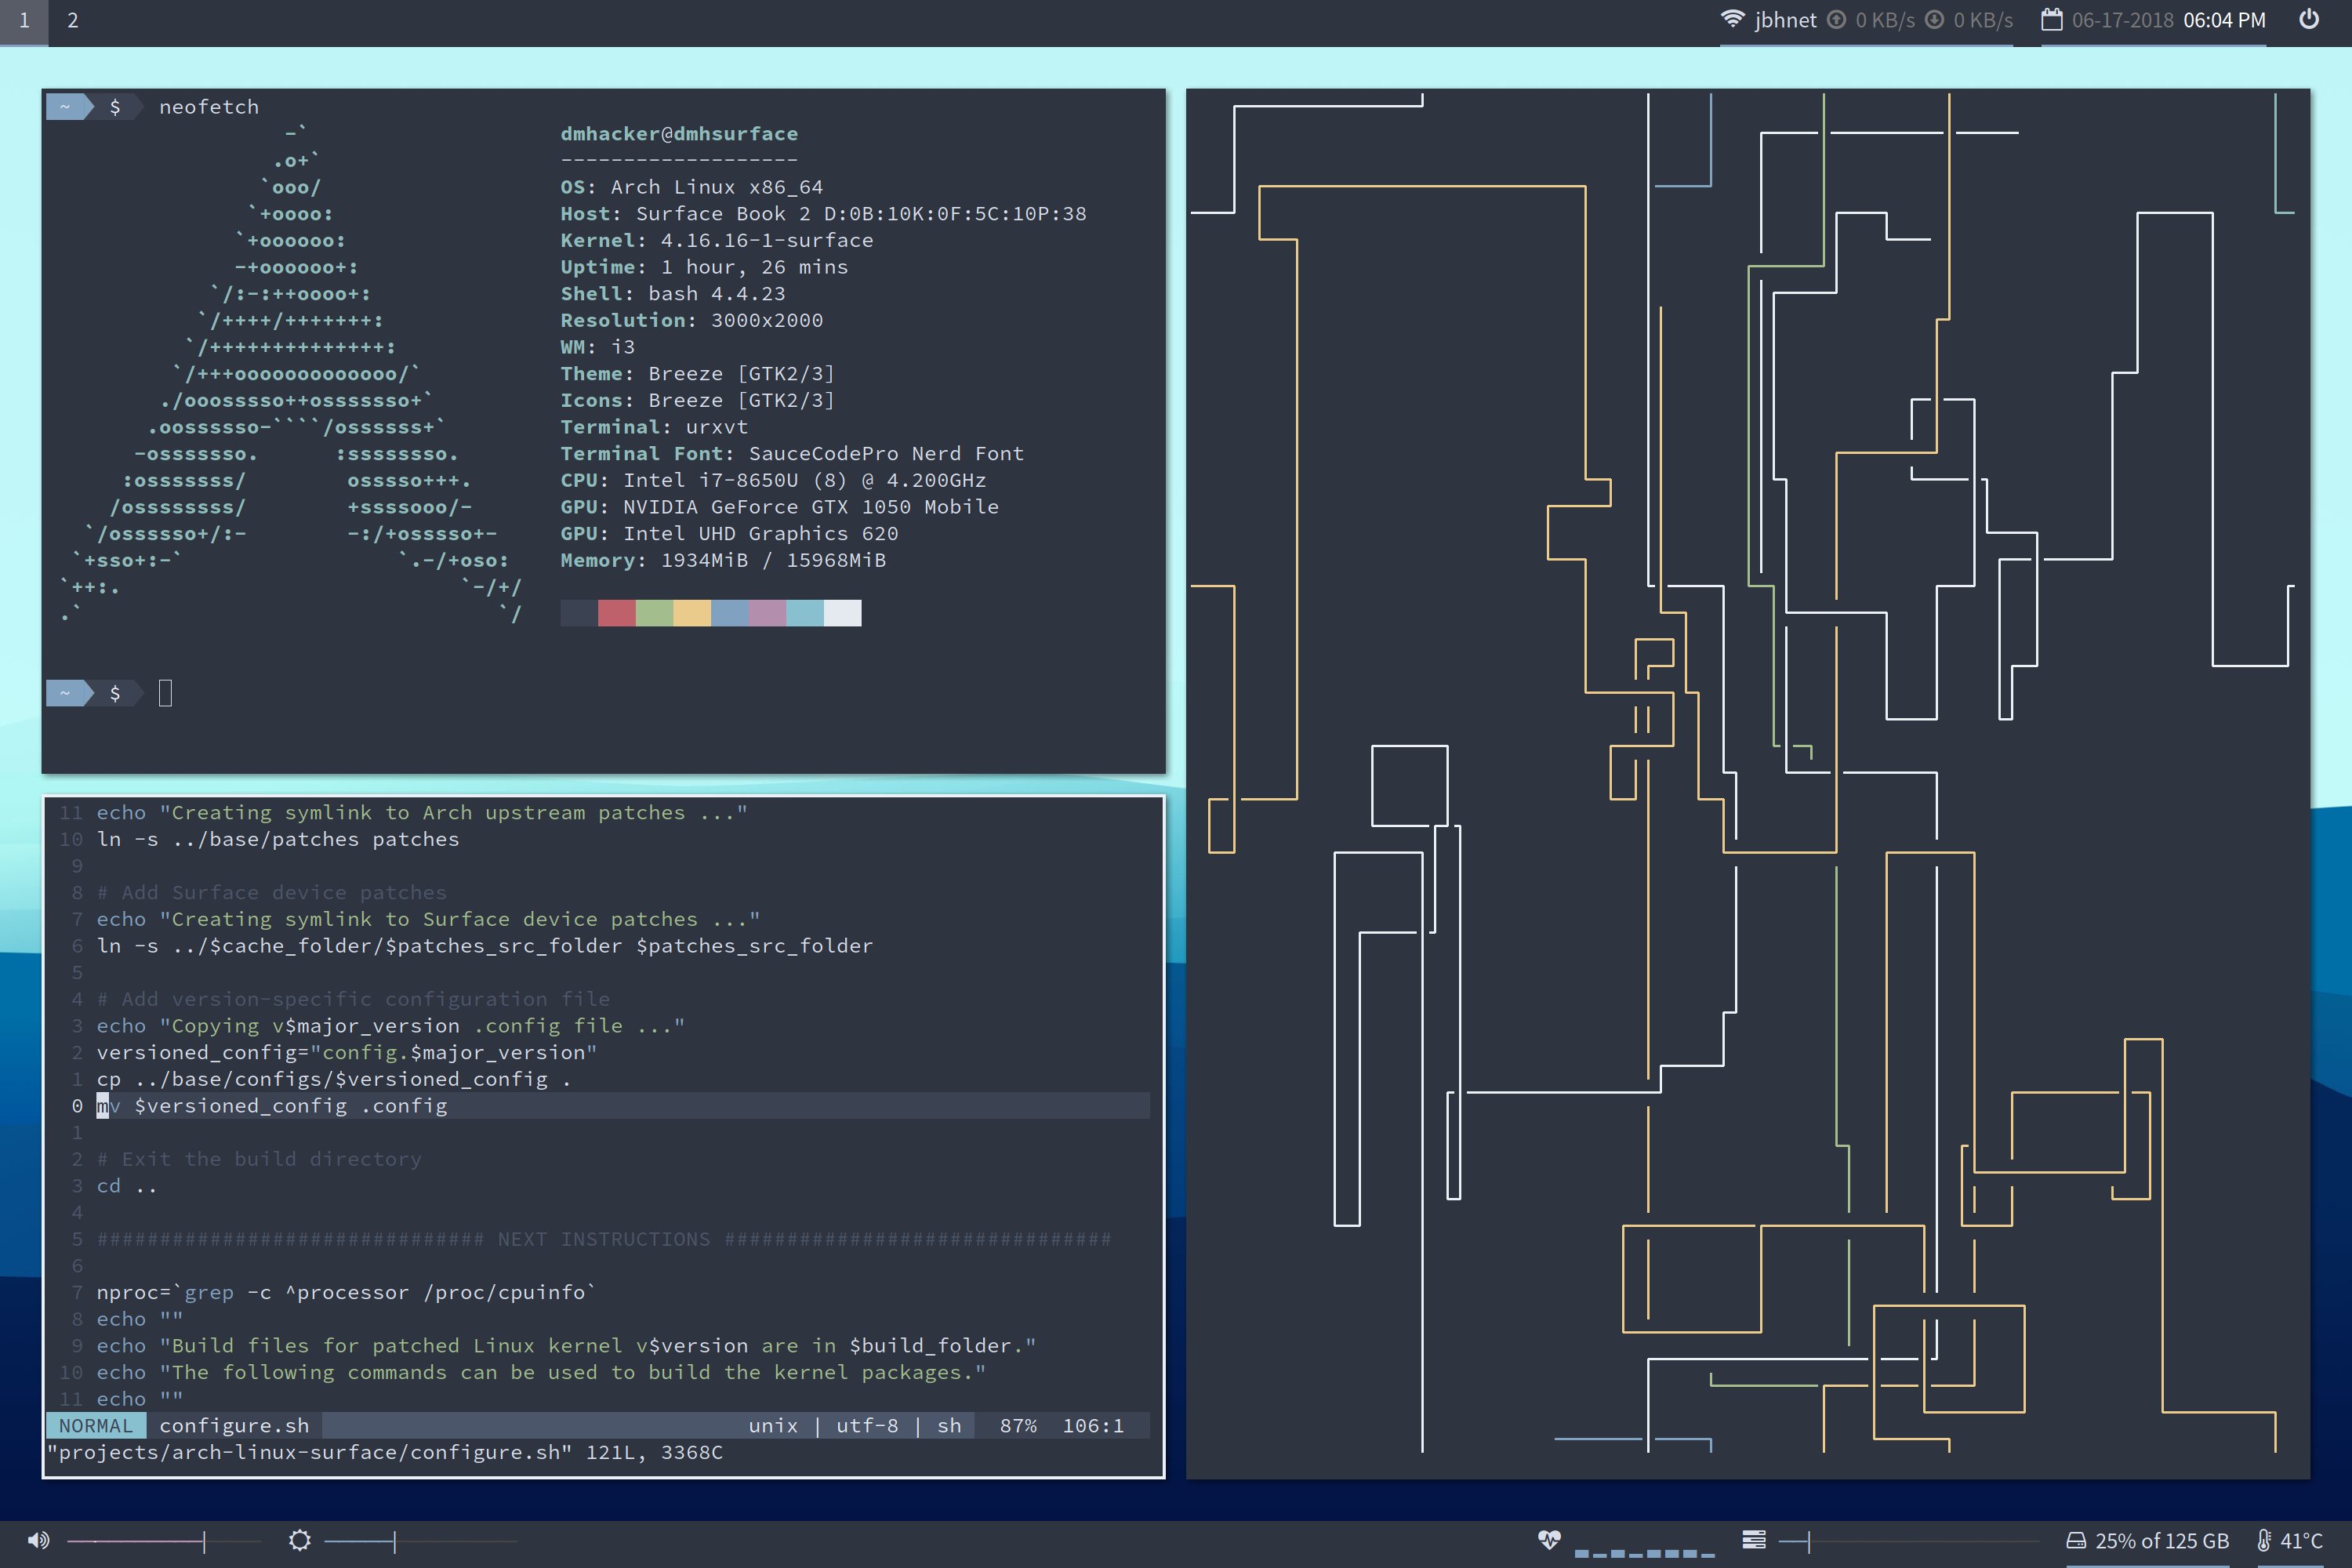 1 2 jbhnet 0 KB/s 0 KB/s 06-17-2018 06:04 PM
~ $ neofetch
-`
.o+`
`ooo/
`+oooo:
`+oooooo:
-+oooooo+:
`/:-:++oooo+:
`/++++/+++++++:
`/++++++++++++++:
`/+++ooooooooooooo/`
./ooosssso++osssssso+`
.oossssso-````/ossssss+`
-osssssso. :ssssssso.
:osssssss/ osssso+++.
/ossssssss/ +ssssooo/-
`/ossssso+/:- -:/+osssso+-
`+sso+:-` `.-/+oso:
`++:. `-/+/
.` `/
dmhacker@dmhsurface
-------------------
OS: Arch Linux x86_64
Host: Surface Book 2 D:0B:10K:0F:5C:10P:38
Kernel: 4.16.16-1-surface
Uptime: 1 hour, 26 mins
Shell: bash 4.4.23
Resolution: 3000x2000
WM: i3
Theme: Breeze [GTK2/3]
Icons: Breeze [GTK2/3]
Terminal: urxvt
Terminal Font: SauceCodePro Nerd Font
CPU: Intel i7-8650U (8) @ 4.200GHz
GPU: NVIDIA GeForce GTX 1050 Mobile
GPU: Intel UHD Graphics 620
Memory: 1934MiB / 15968MiB
~ $
11 echo "Creating symlink to Arch upstream patches ..."
10 ln -s ../base/patches patches
9
8 # Add Surface device patches
7 echo "Creating symlink to Surface device patches ..."
6 ln -s ../$cache_folder/$patches_src_folder $patches_src_folder
5
4 # Add version-specific configuration file
3 echo "Copying v$major_version .config file ..."
2 versioned_config="config.$major_version"
1 cp ../base/configs/$versioned_config .
0 mv $versioned_config .config
1
2 # Exit the build directory
3 cd ..
4
5 ############################### NEXT INSTRUCTIONS ###############################
6
7 nproc=`grep -c ^processor /proc/cpuinfo`
8 echo ""
9 echo "Build files for patched Linux kernel v$version are in $build_folder."
10 echo "The following commands can be used to build the kernel packages."
11 echo ""
NORMAL configure.sh unix | utf-8 | sh 87% 106:1
"projects/arch-linux-surface/configure.sh" 121L, 3368C
25% of 125 GB 41°C